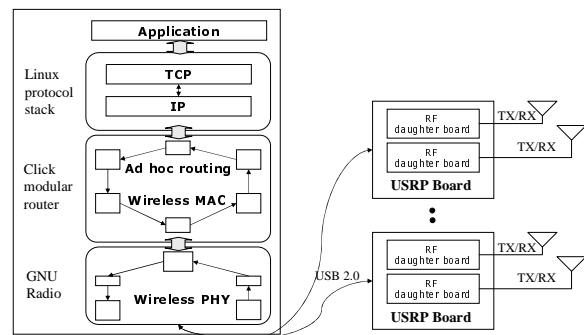 Application
Linux
protocol
stack
TCP
IP
Click
modular
router
Ad hoc routing
Wireless MAC
GNU
Radio
Wireless PHY
USB 2.0
RF
daughter board
TX/RX
RF
daughter board
TX/RX
USRP Board
RF
daughter board
TX/RX
RF
daughter board
TX/RX
USRP Board